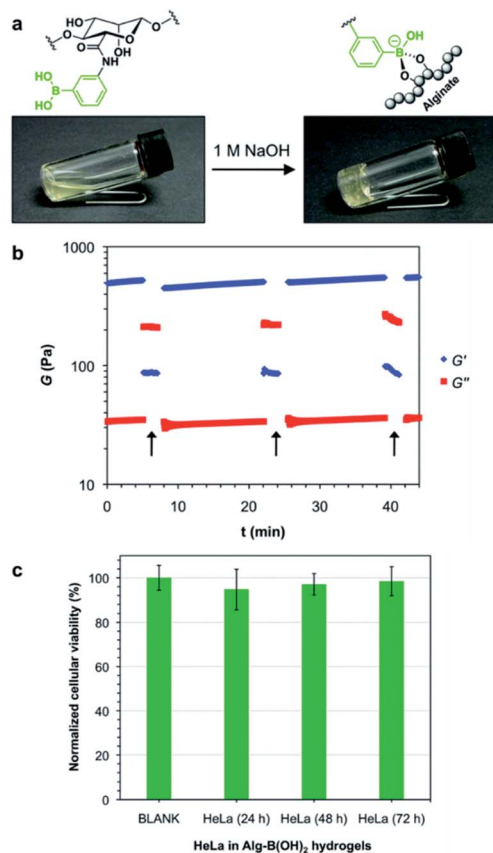 a
HO
B
HO
O
NH
OH
O
O
O
1 M NaOH
OH
B
O
O
Alginate
b
G (Pa)
1000
100
10
0
10
20
30
40
t (min)
G'
G"
c
Normalized cellular viability (%)
120
100
80
60
40
20
0
BLANK
HeLa (24 h)
HeLa (48 h)
HeLa (72 h)
HeLa in Alg-B(OH)₂ hydrogels